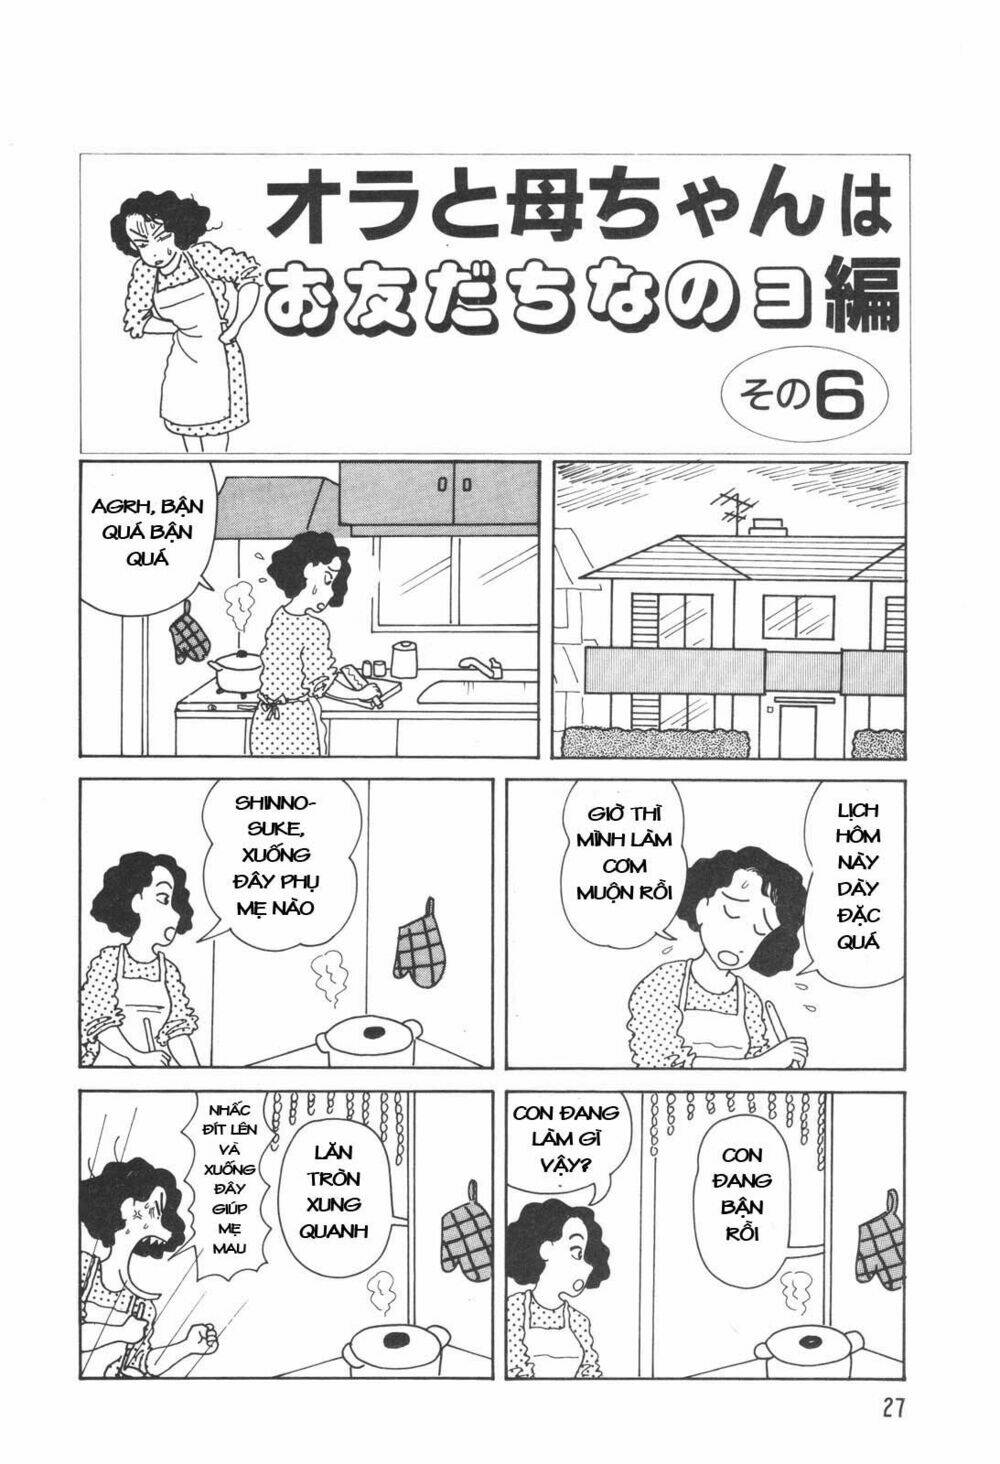 オラと母ちゃんは
お友だちなのヨ編
その6
AGRH, BẬN
QUÁ BẬN
QUÁ
LỊCH
HÔM
NÀY
DÀY
ĐẶC
QUÁ
GIỜ THÌ
MÌNH LÀM
CƠM
MUỘN RỒI
SHINNO-
SUKE,
XUỐNG
ĐÂY PHỤ
MẸ NÀO
CON
ĐANG
BẬN
RỒI
CON ĐANG
LÀM GÌ
VẬY?
LĂN
TRÒN
XUNG
QUANH
NHẤC
ĐÍT LÊN
VÀ
XUỐNG
ĐÂY
GIÚP
MẸ
MAU
27